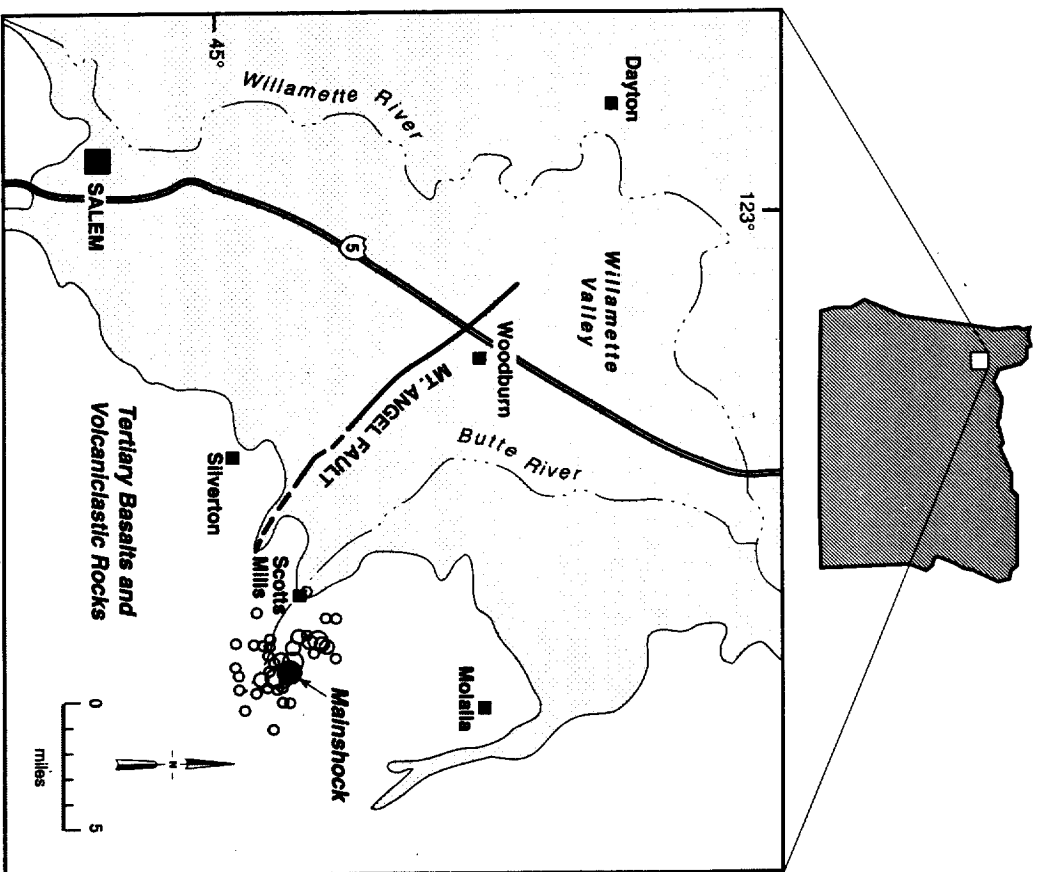 123°
Dayton
Willamette River
Willamette
Valley
45°
5
Woodburn
MT. ANGEL FAULT
Butte River
SALEM
Silverton
Scotts
Mills
Molalla
Mainshock
Tertiary Basalts and
Volcaniclastic Rocks
N
0
5
miles